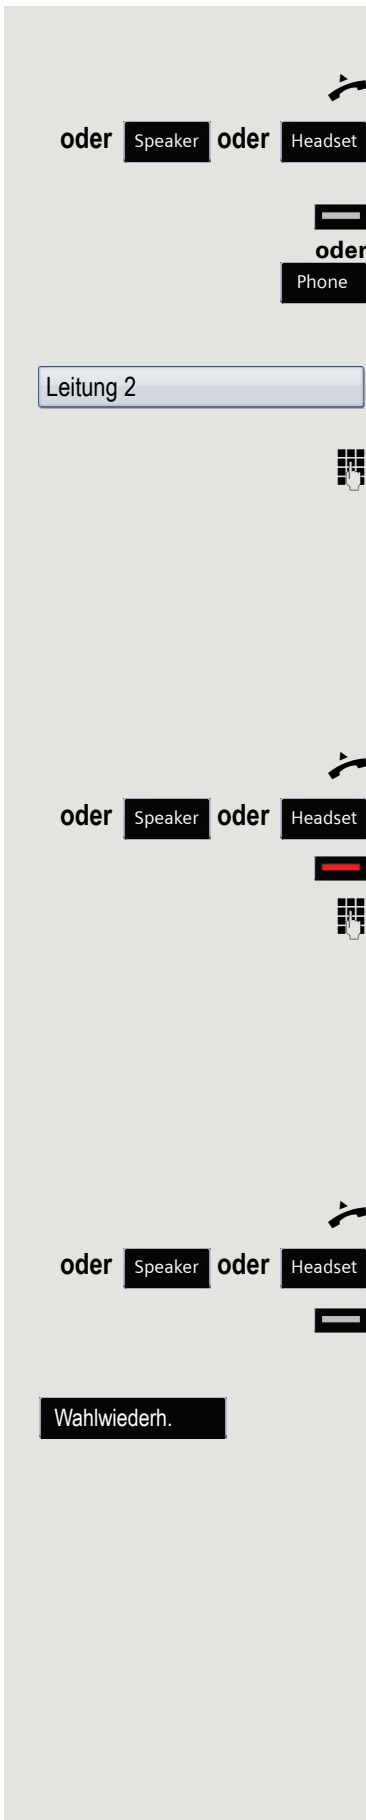 oder Speaker oder Headset
oder
Phone
Leitung 2
oder Speaker oder Headset
oder Speaker oder Headset
Wahlwiederh.